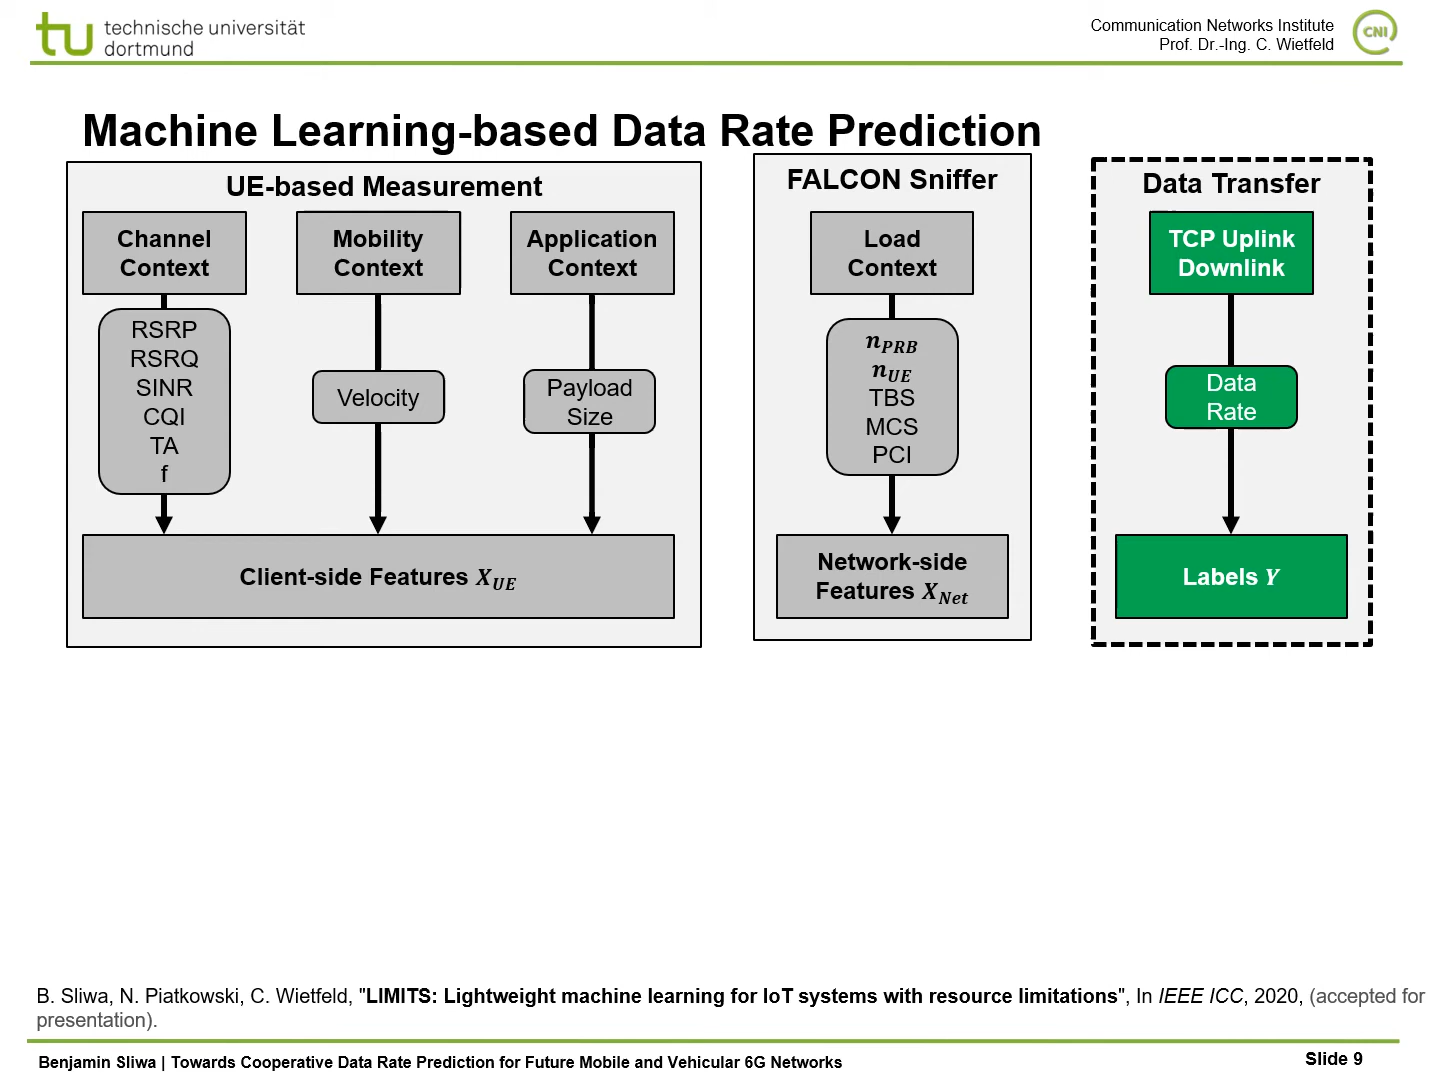 tu technische universität
dortmund
Communication Networks Institute
Prof. Dr.-Ing. C. Wietfeld
CNI
Machine Learning-based Data Rate Prediction
UE-based Measurement
Channel
Context
RSRP
RSRQ
SINR
CQI
TA
f
Mobility
Context
Velocity
Application
Context
Payload
Size
Client-side Features X_UE
FALCON Sniffer
Load
Context
n_PRB
n_UE
TBS
MCS
PCI
Network-side
Features X_Net
Data Transfer
TCP Uplink
Downlink
Data
Rate
Labels Y
B. Sliwa, N. Piatkowski, C. Wietfeld, "LIMITS: Lightweight machine learning for IoT systems with resource limitations", In IEEE ICC, 2020, (accepted for
presentation).
Benjamin Sliwa | Towards Cooperative Data Rate Prediction for Future Mobile and Vehicular 6G Networks
Slide 9